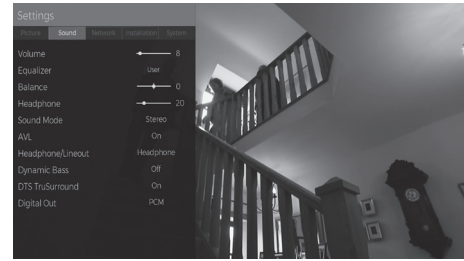 Settings
Picture Sound Network Installation System
Volume 8
Equalizer User
Balance 0
Headphone 20
Sound Mode Stereo
AVL On
Headphone/Lineout Headphone
Dynamic Bass Off
DTS TruSurround On
Digital Out PCM